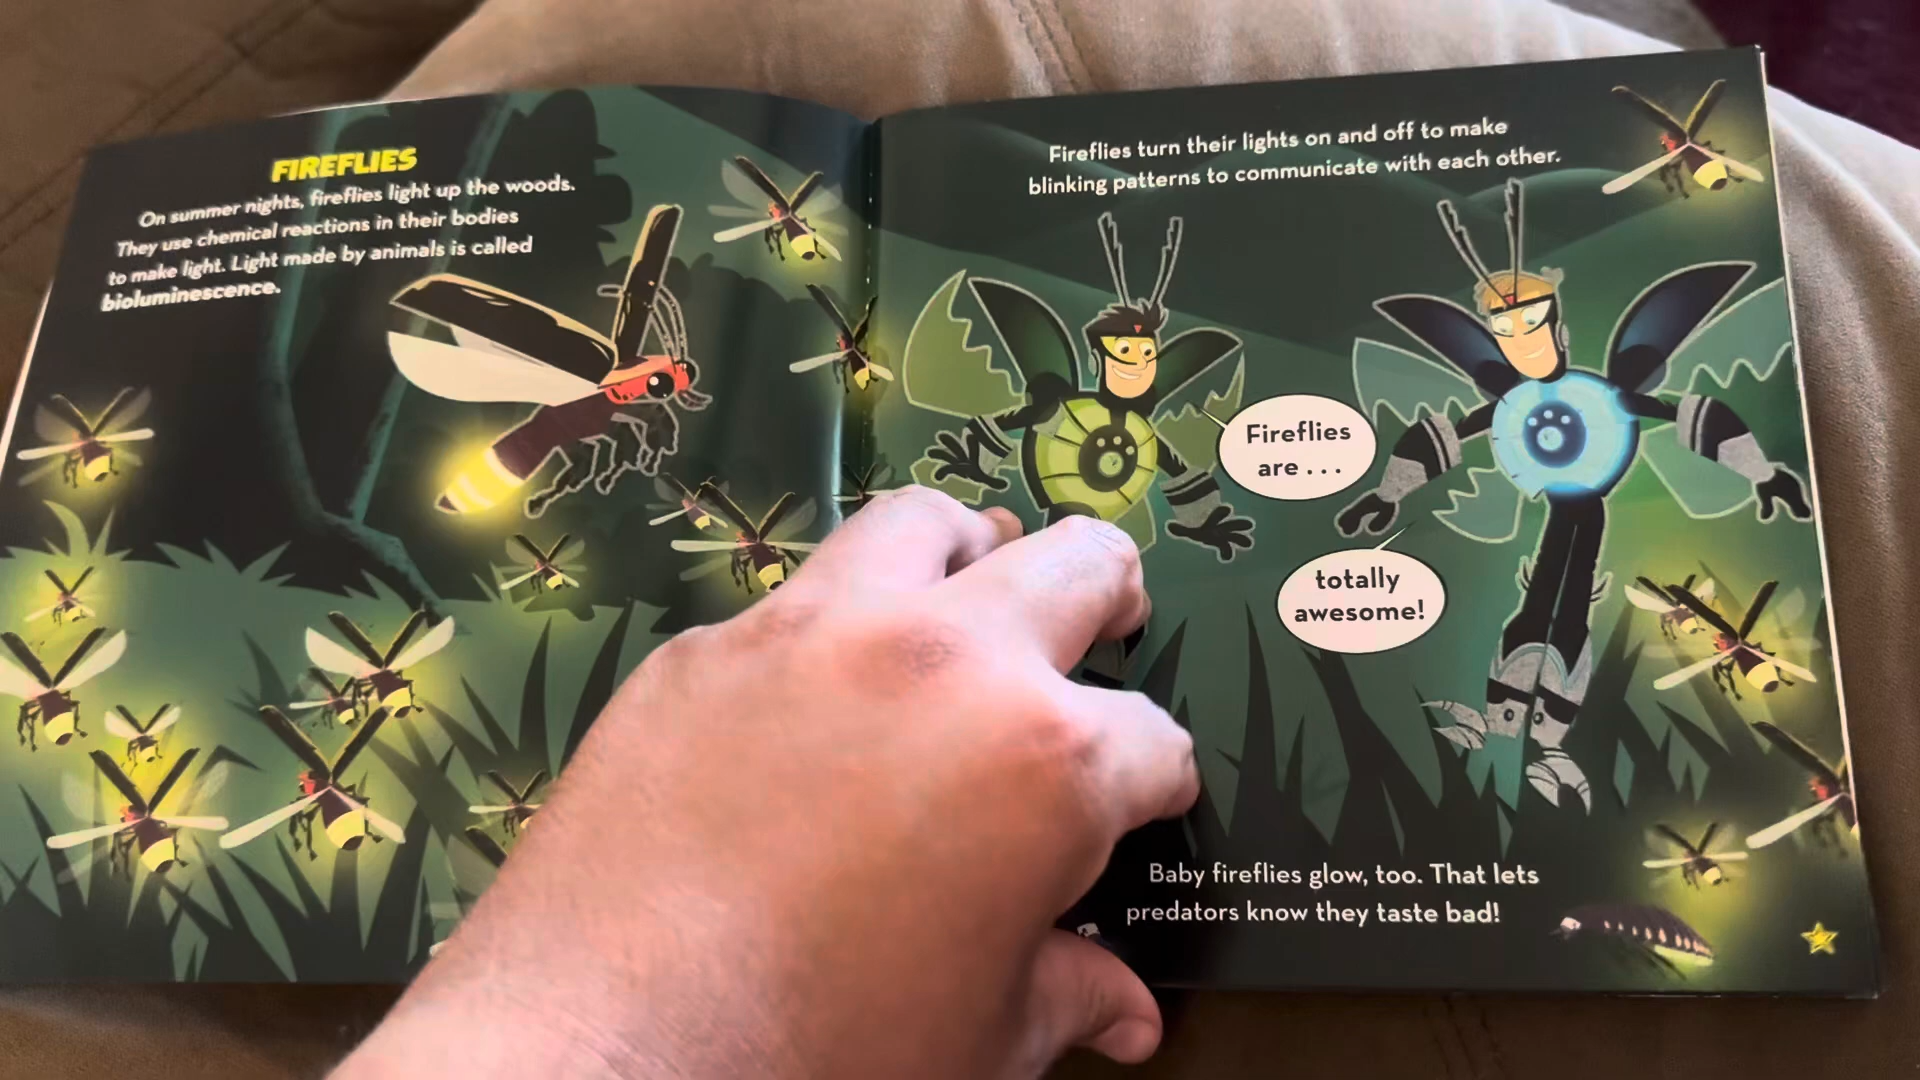 FIREFLIES
On summer nights, fireflies light up the woods.
They use chemical reactions in their bodies
to make light. Light made by animals is called
bioluminescence.
Fireflies turn their lights on and off to make
blinking patterns to communicate with each other.
Fireflies
are . . .
totally
awesome!
Baby fireflies glow, too. That lets
predators know they taste bad!